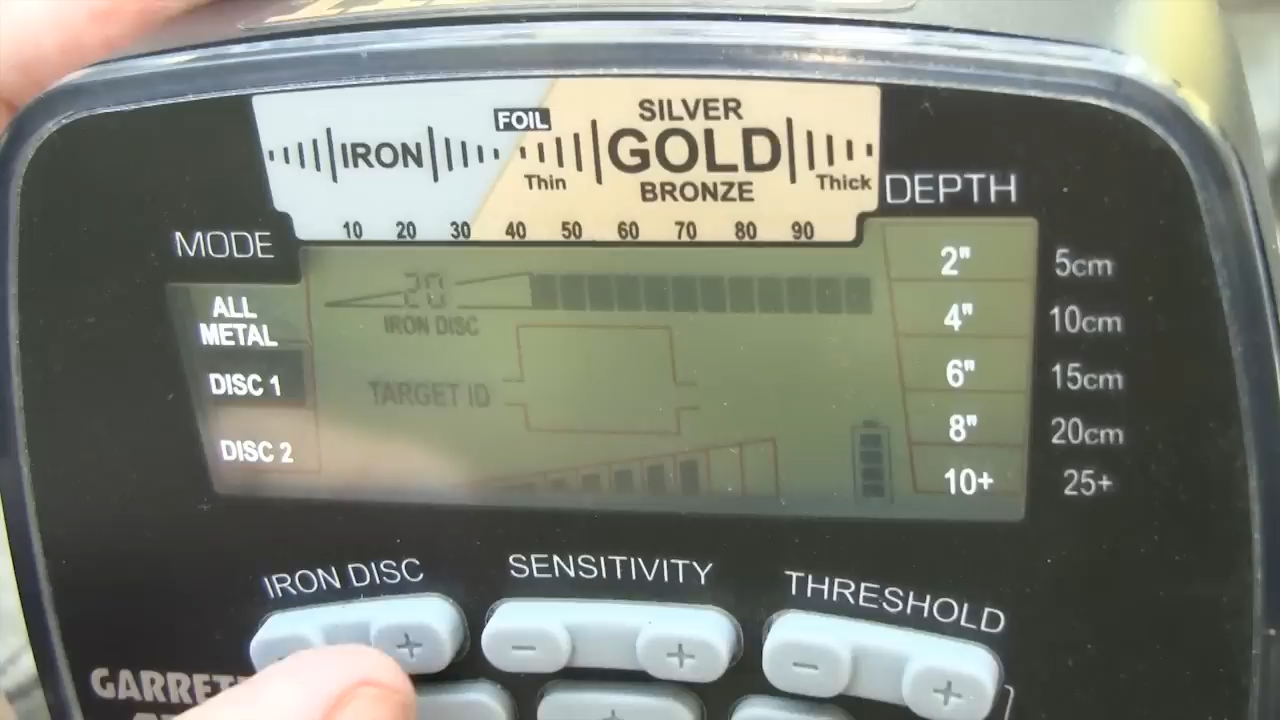 FOIL
SILVER
IRON
GOLD
Thin
BRONZE
Thick
DEPTH
10 20 30 40 50 60 70 80 90
MODE
2" 5cm
ALL
METAL
20
4" 10cm
IRON DISC
6" 15cm
DISC 1
TARGET ID
8" 20cm
DISC 2
10+ 25+
IRON DISC
SENSITIVITY
THRESHOLD
+
- +
- +
GARRET